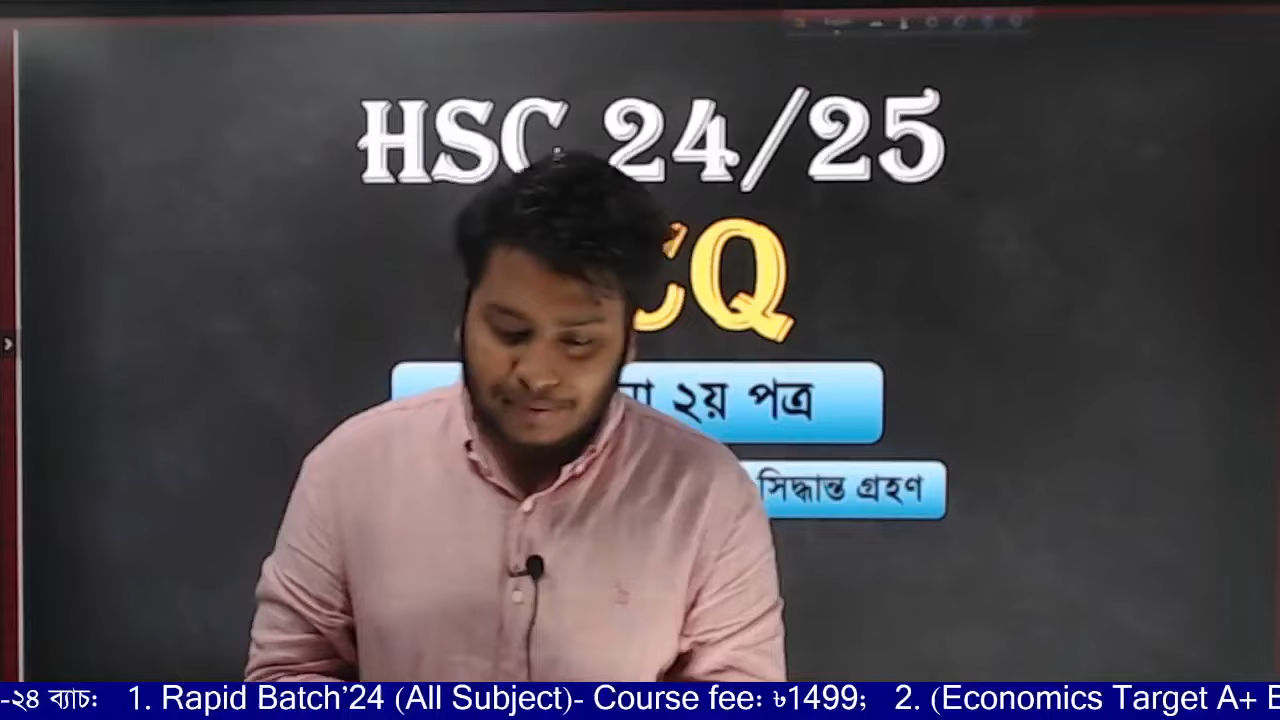 HSC 24/25
CQ
২য় পত্র
সিদ্ধান্ত গ্রহণ
-২৪ ব্যাচঃ 1. Rapid Batch’24 (All Subject)- Course fee: ৳1499; 2. (Economics Target A+